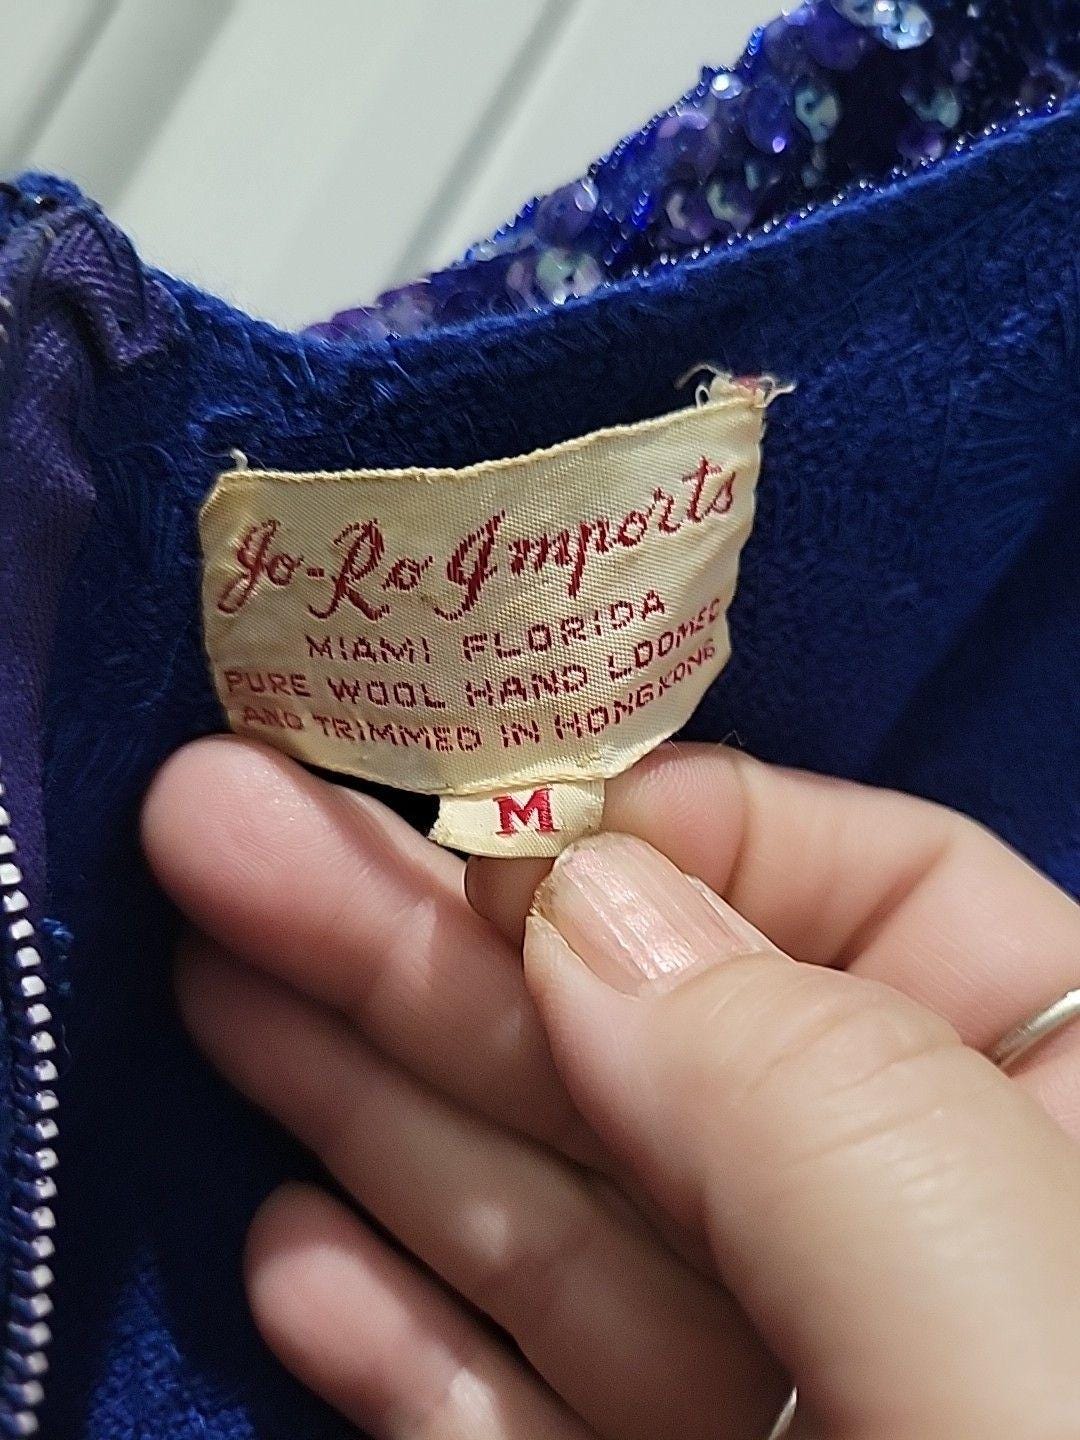 Jo-Ro Imports
MIAMI FLORIDA
PURE WOOL HAND LOOMED
AND TRIMMED IN HONGKONG
M